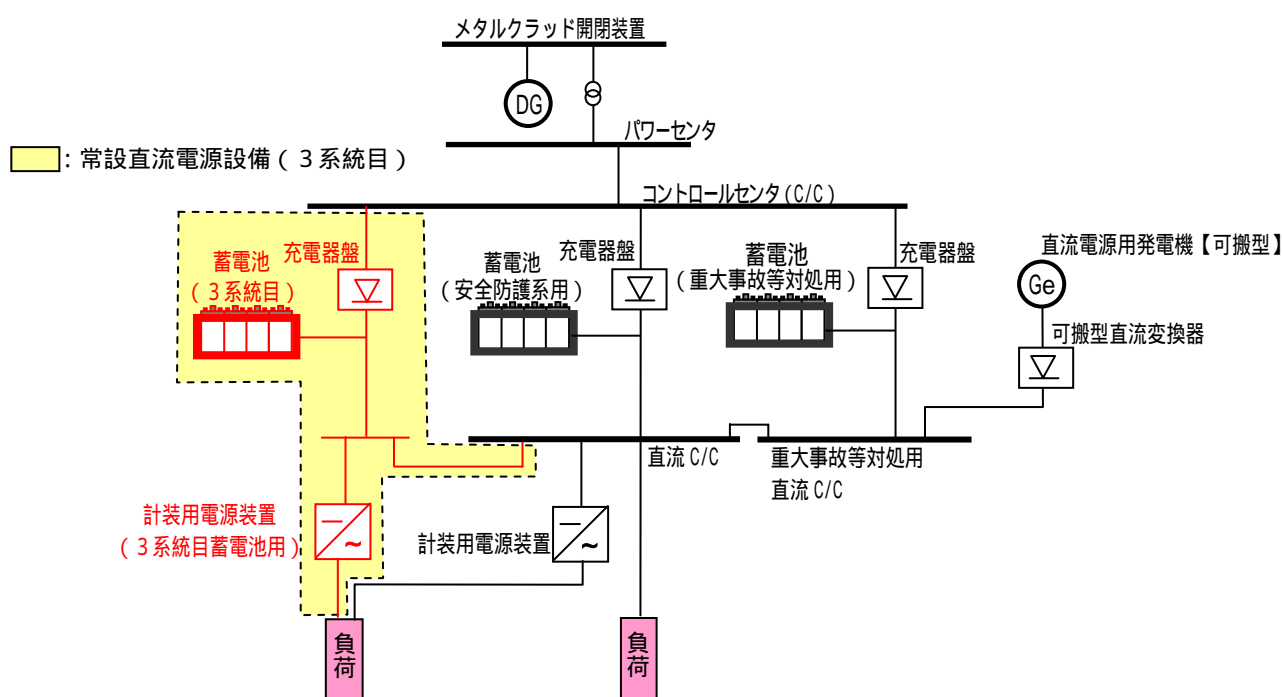 メタルクラッド開閉装置
DG
パワーセンタ
：常設直流電源設備（３系統目）
コントロールセンタ(C/C)
蓄電池
（３系統目）
充電器盤
蓄電池
（安全防護系用）
充電器盤
蓄電池
（重大事故等対処用）
充電器盤
直流電源用発電機【可搬型】
Ge
可搬型直流変換器
直流 C/C
重大事故等対処用
直流 C/C
計装用電源装置
（３系統目蓄電池用）
計装用電源装置
負荷
負荷